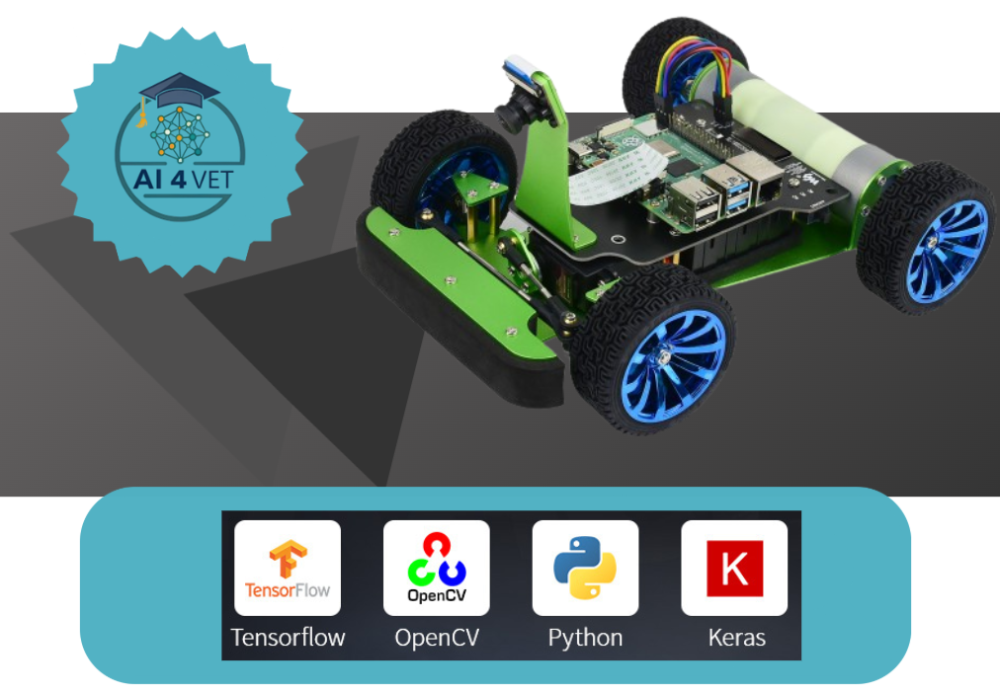 AI 4 VET
TensorFlow
OpenCV
Tensorflow
OpenCV
Python
Keras
K